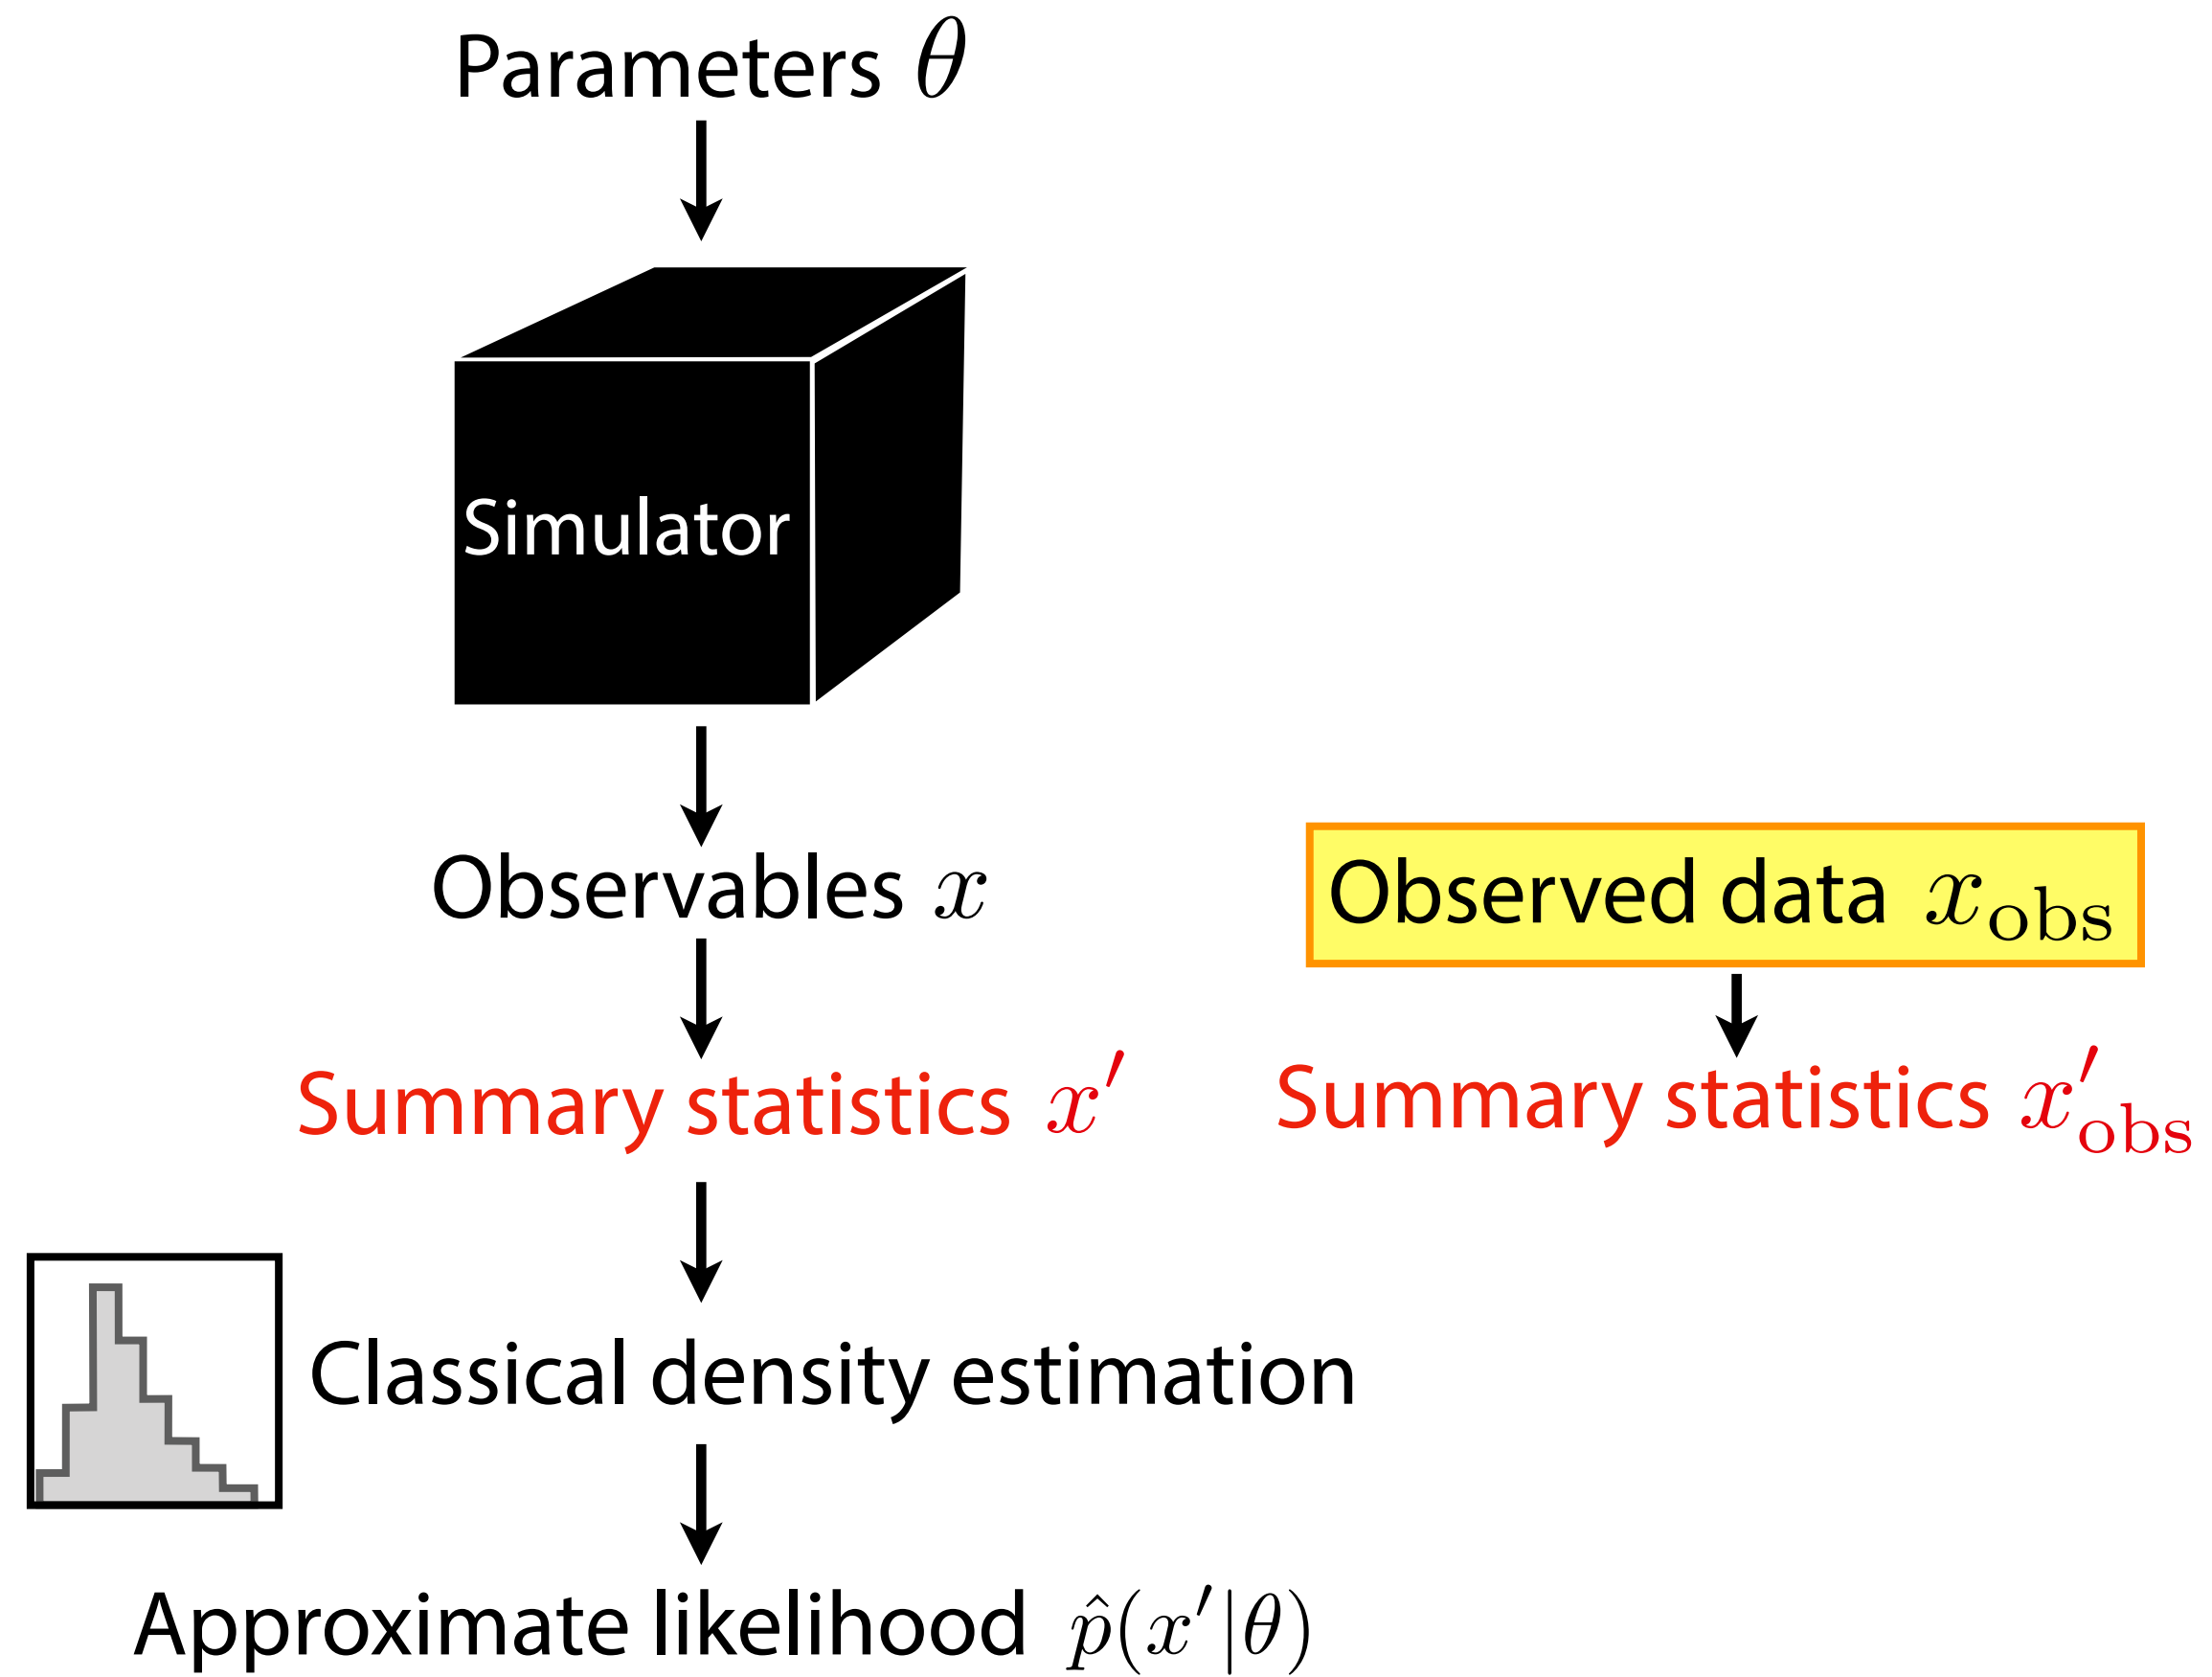 Parameters θ
Simulator
Observables x
Observed data x_obs
Summary statistics x′
Summary statistics x′_obs
Classical density estimation
Approximate likelihood p̂(x′|θ)